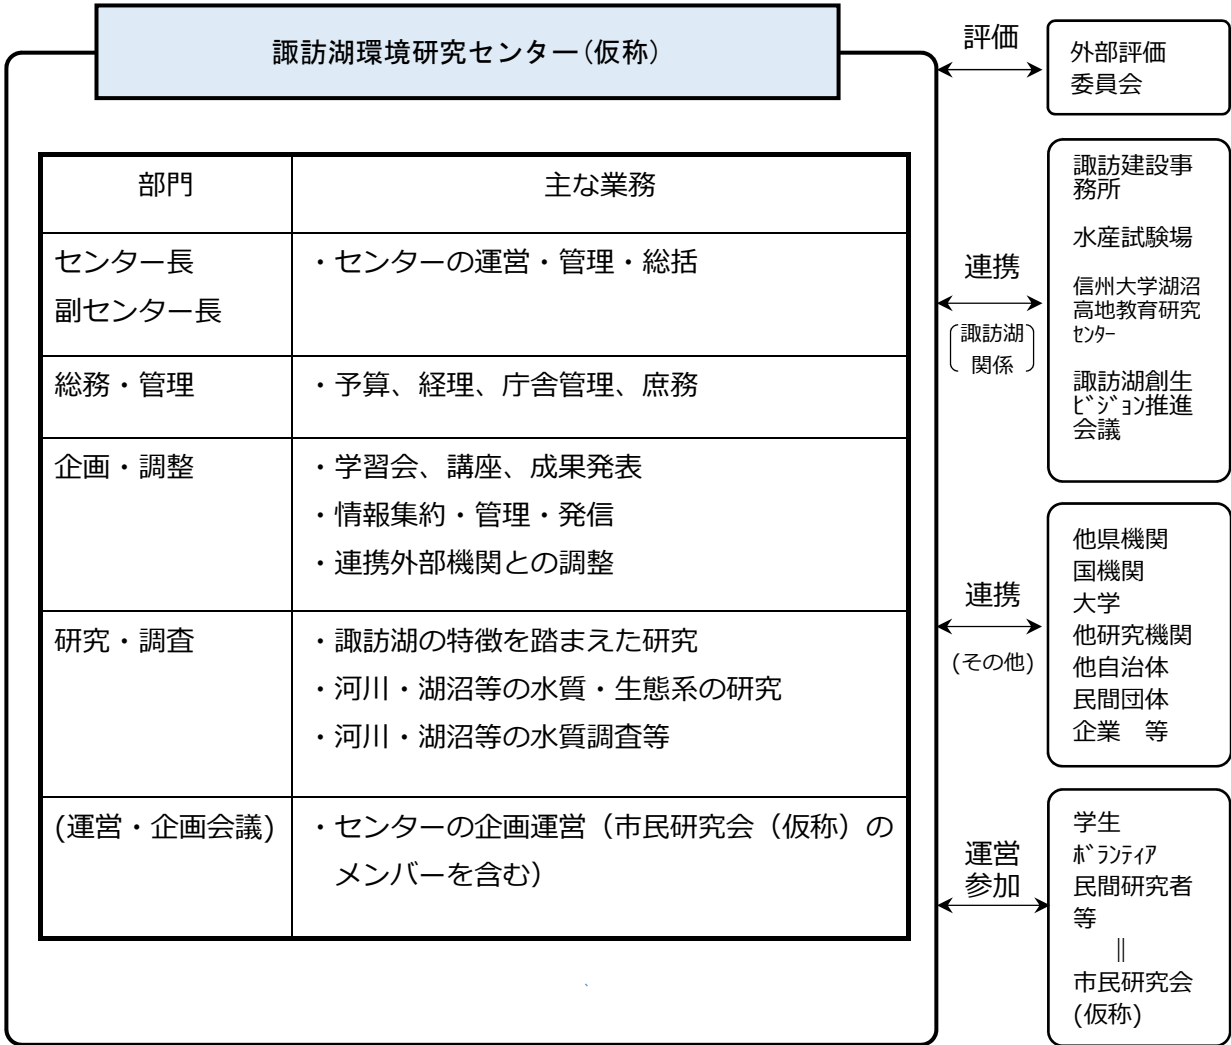 諏訪湖環境研究センター(仮称)
部門
主な業務
センター長
副センター長
・センターの運営・管理・総括
総務・管理
・予算、経理、庁舎管理、庶務
企画・調整
・学習会、講座、成果発表
・情報集約・管理・発信
・連携外部機関との調整
研究・調査
・諏訪湖の特徴を踏まえた研究
・河川・湖沼等の水質・生態系の研究
・河川・湖沼等の水質調査等
(運営・企画会議)
・センターの企画運営（市民研究会（仮称）の
メンバーを含む）
評価
外部評価
委員会
連携
諏訪湖
関係
諏訪建設事
務所
水産試験場
信州大学湖沼
高地教育研究
ｾﾝﾀｰ
諏訪湖創生
ﾋﾞｼﾞｮﾝ推進
会議
連携
(その他)
他県機関
国機関
大学
他研究機関
他自治体
民間団体
企業　等
運営
参加
学生
ﾎﾞﾗﾝﾃｨｱ
民間研究者
等
||
市民研究会
(仮称)